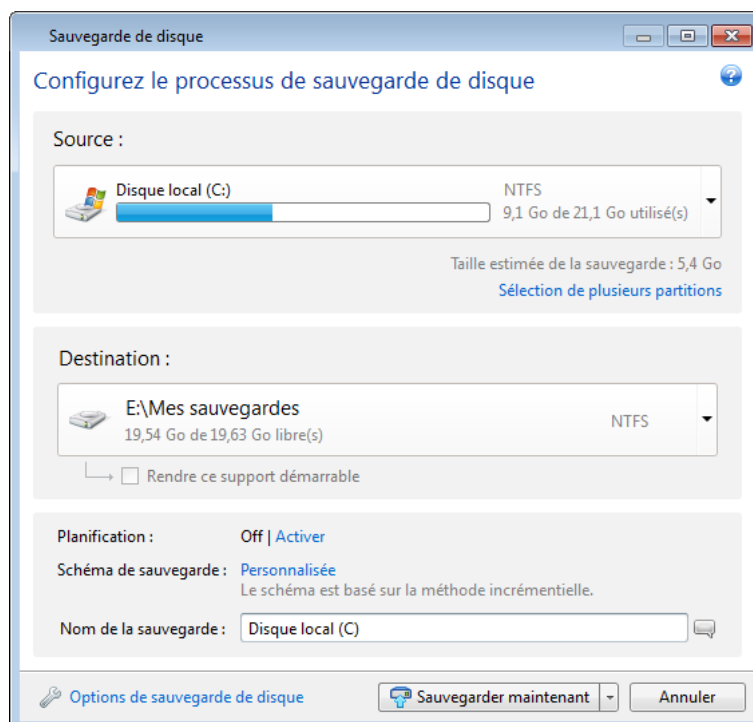 Sauvegarde de disque
Configurez le processus de sauvegarde de disque
Source :
Disque local (C:)
NTFS
9,1 Go de 21,1 Go utilisé(s)
Taille estimée de la sauvegarde : 5,4 Go
Sélection de plusieurs partitions
Destination :
E:\Mes sauvegardes
19,54 Go de 19,63 Go libre(s)
NTFS
Rendre ce support démarrable
Planification : Off | Activer
Schéma de sauvegarde : Personnalisée
Le schéma est basé sur la méthode incrémentielle.
Nom de la sauvegarde : Disque local (C)
Options de sauvegarde de disque Sauvegarder maintenant Annuler